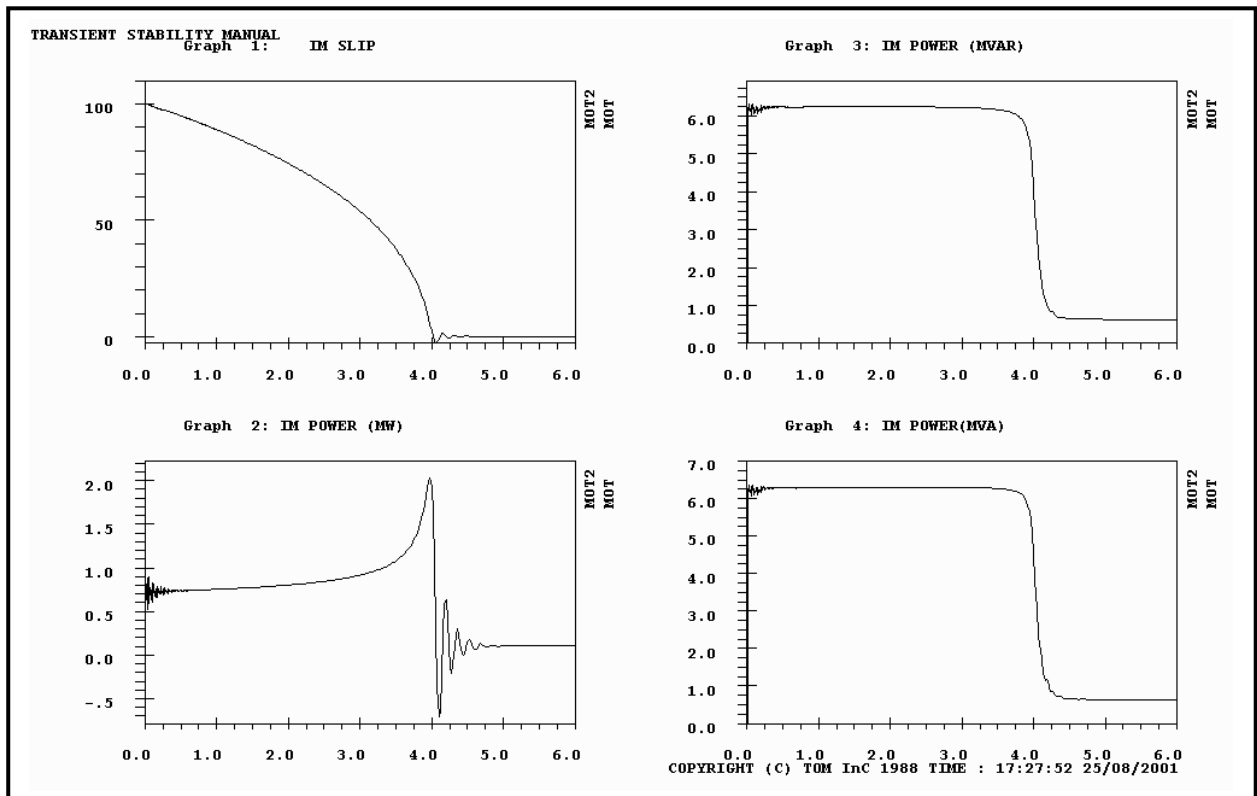 TRANSIENT STABILITY MANUAL
Graph 1: IM SLIP
100
50
0
0.0 1.0 2.0 3.0 4.0 5.0 6.0
MOT2
MOT
Graph 3: IM POWER (MVAR)
6.0
5.0
4.0
3.0
2.0
1.0
0.0
0.0 1.0 2.0 3.0 4.0 5.0 6.0
MOT2
MOT
Graph 2: IM POWER (MW)
2.0
1.5
1.0
0.5
0.0
-.5
0.0 1.0 2.0 3.0 4.0 5.0 6.0
MOT2
MOT
Graph 4: IM POWER(MVA)
7.0
6.0
5.0
4.0
3.0
2.0
1.0
0.0
0.0 1.0 2.0 3.0 4.0 5.0 6.0
MOT2
MOT
COPYRIGHT (C) TOM InC 1988 TIME : 17:27:52 25/08/2001